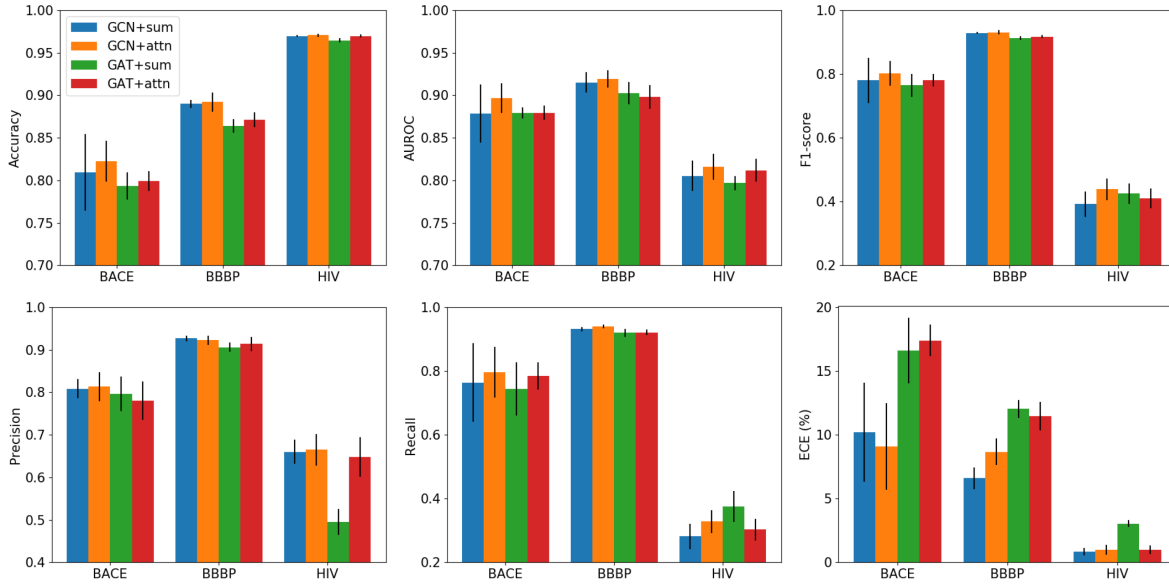 GCN+sum
GCN+attn
GAT+sum
GAT+attn
Accuracy
1.00
0.95
0.90
0.85
0.80
0.75
0.70
BACE BBBP HIV
AUROC
1.00
0.95
0.90
0.85
0.80
0.75
0.70
BACE BBBP HIV
F1-score
1.0
0.8
0.6
0.4
0.2
BACE BBBP HIV
Precision
1.0
0.9
0.8
0.7
0.6
0.5
0.4
BACE BBBP HIV
Recall
1.0
0.8
0.6
0.4
0.2
BACE BBBP HIV
ECE (%)
20
15
10
5
0
BACE BBBP HIV